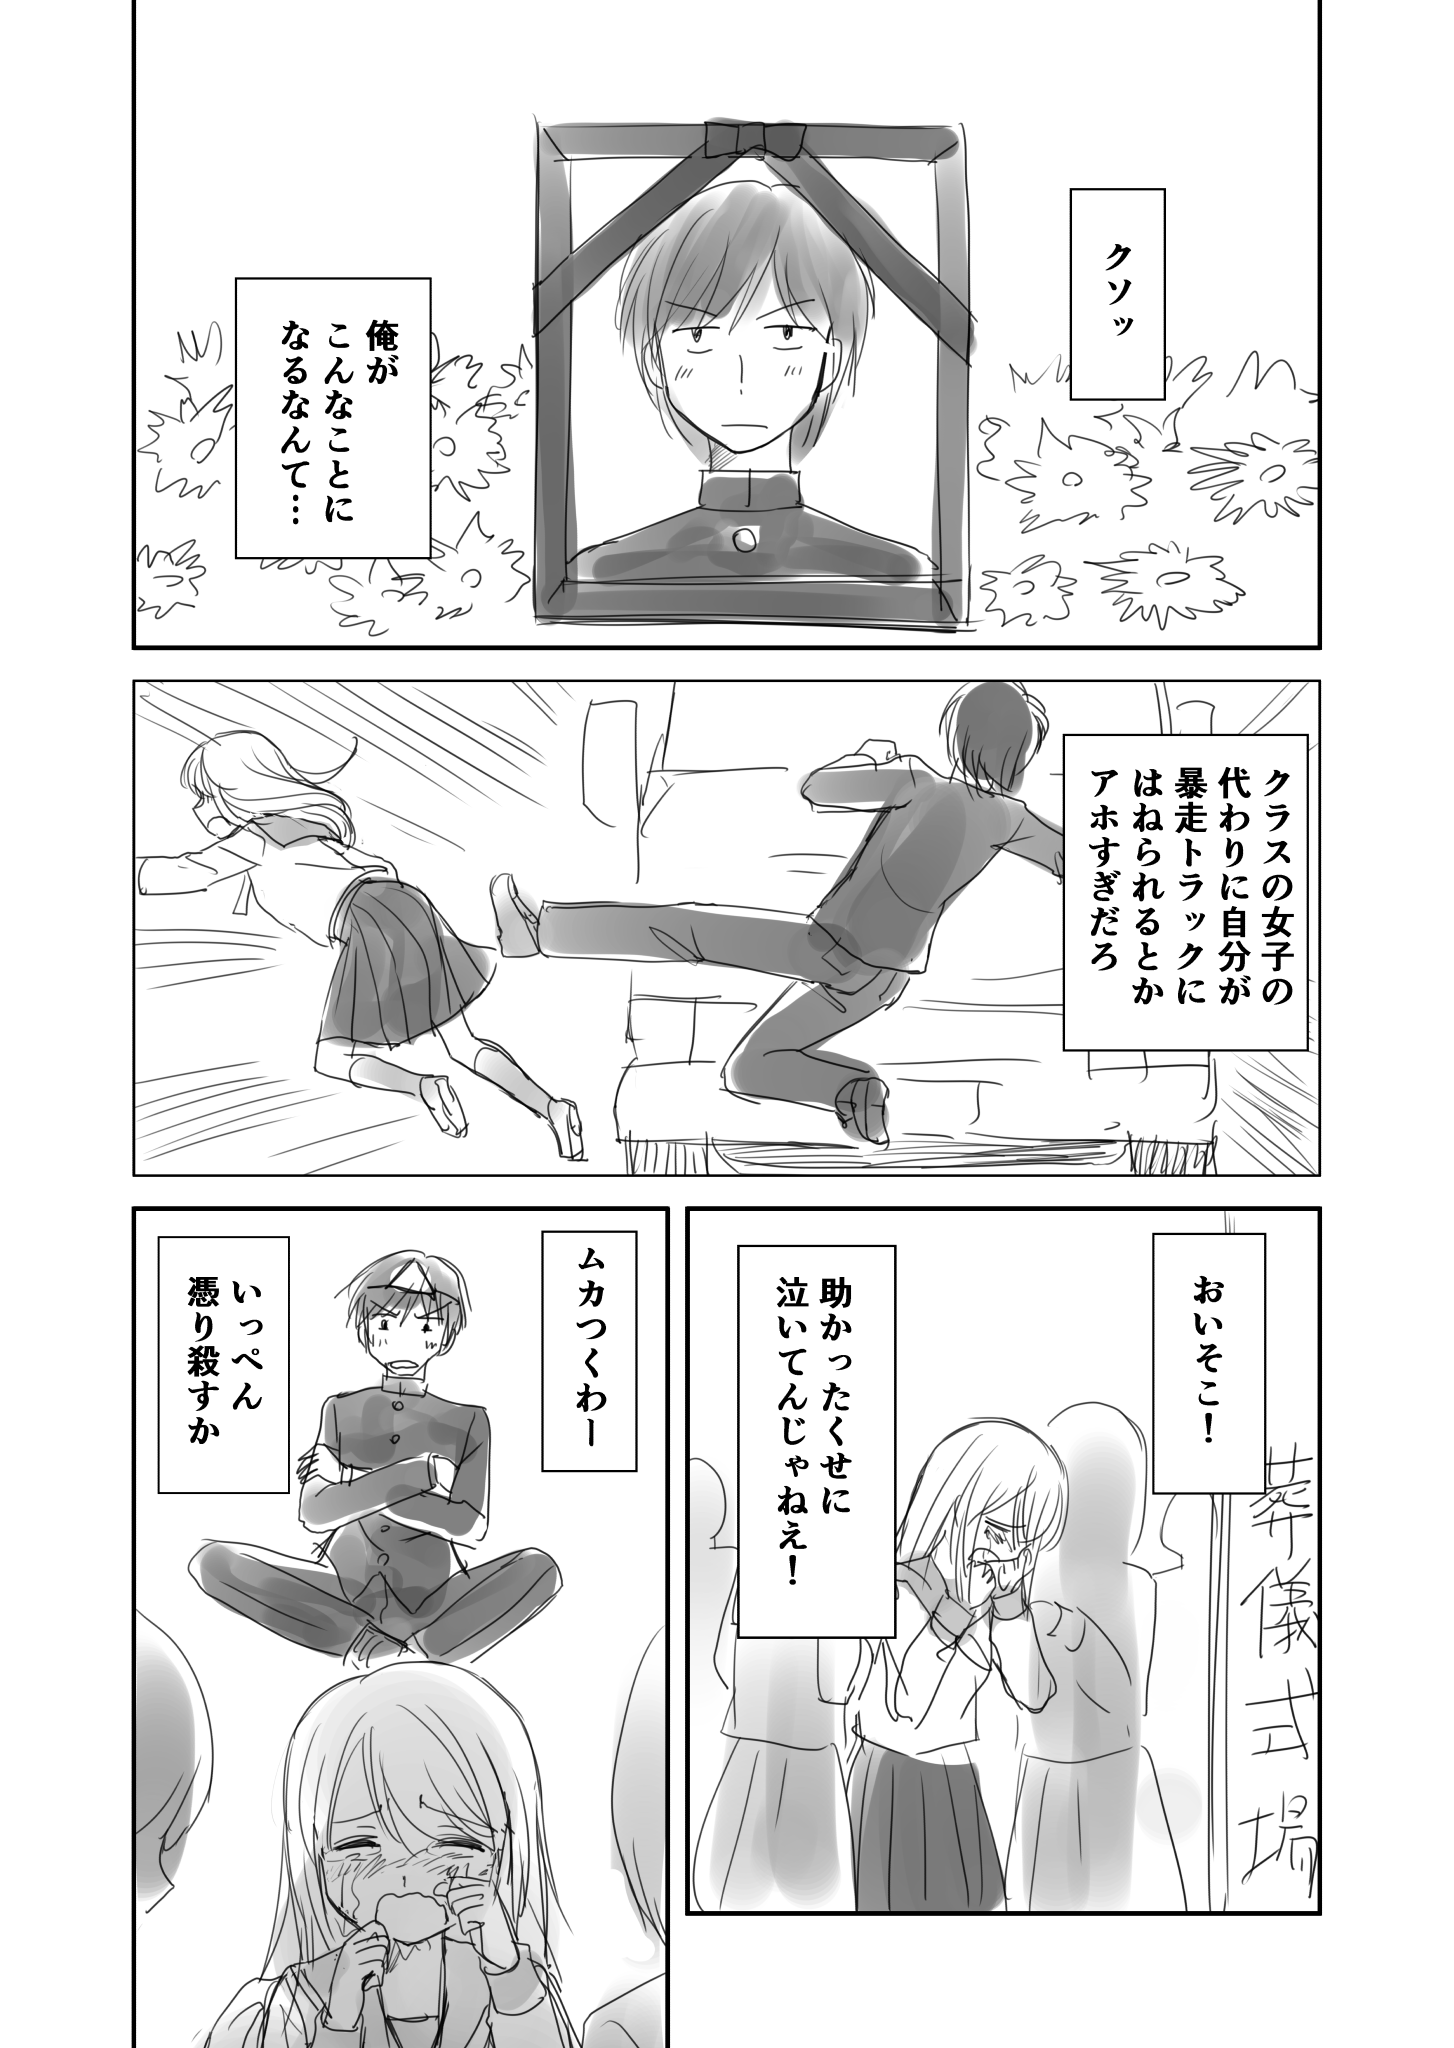 クソッ
俺が
こんなことに
なるなんて…
クラスの女子の
代わりに自分が
暴走トラックに
はねられるとか
アホすぎだろ
おいそこ！
助かったくせに
泣いてんじゃねえ！
葬儀式場
ムカつくわー
いっぺん
憑り殺すか